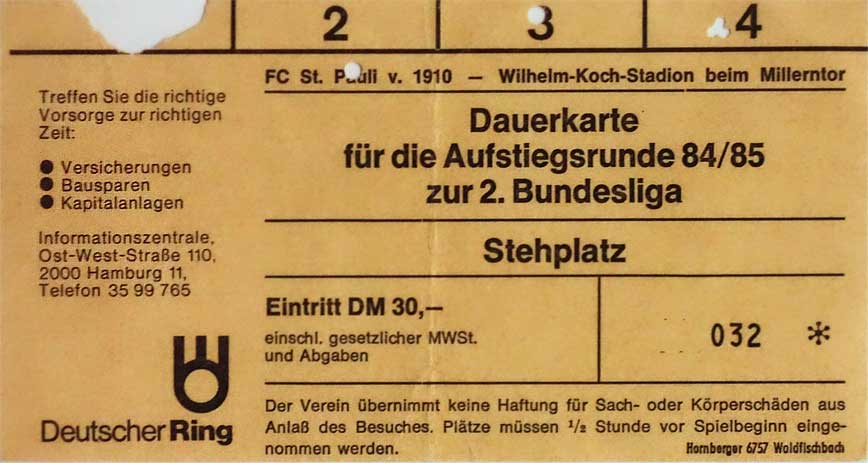 2 3 4
FC St. Pauli v. 1910 — Wilhelm-Koch-Stadion beim Millerntor
Treffen Sie die richtige
Vorsorge zur richtigen
Zeit:
● Versicherungen
● Bausparen
● Kapitalanlagen
Informationszentrale,
Ost-West-Straße 110,
2000 Hamburg 11,
Telefon 35 99 765
Deutscher Ring
Dauerkarte
für die Aufstiegsrunde 84/85
zur 2. Bundesliga
Stehplatz
Eintritt DM 30,—
einschl. gesetzlicher MWSt.
und Abgaben
032 *
Der Verein übernimmt keine Haftung für Sach- oder Körperschäden aus
Anlaß des Besuches. Plätze müssen ½ Stunde vor Spielbeginn einge-
nommen werden.
Hornberger 6757 Waldfischbach